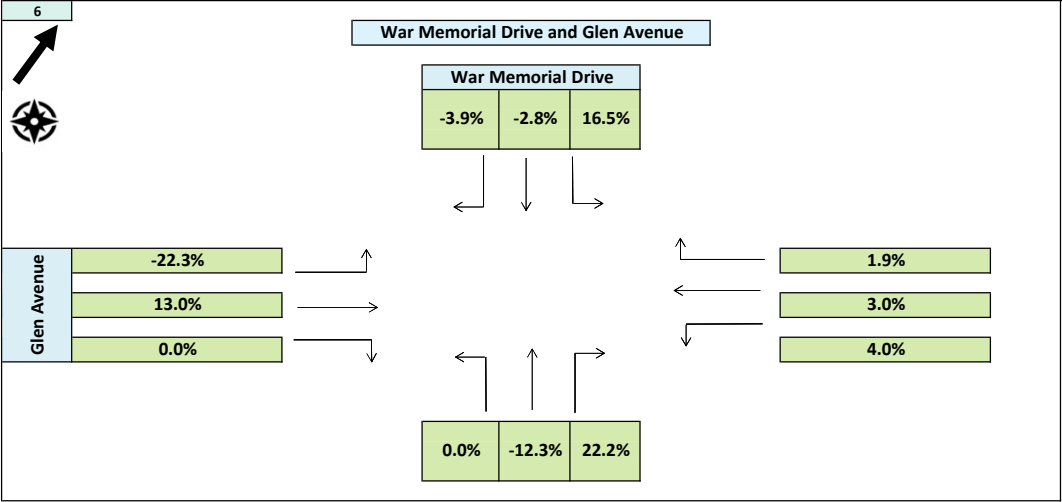 6
War Memorial Drive and Glen Avenue
War Memorial Drive
-3.9% -2.8% 16.5%
Glen Avenue
-22.3%
13.0%
0.0%
1.9%
3.0%
4.0%
0.0% -12.3% 22.2%